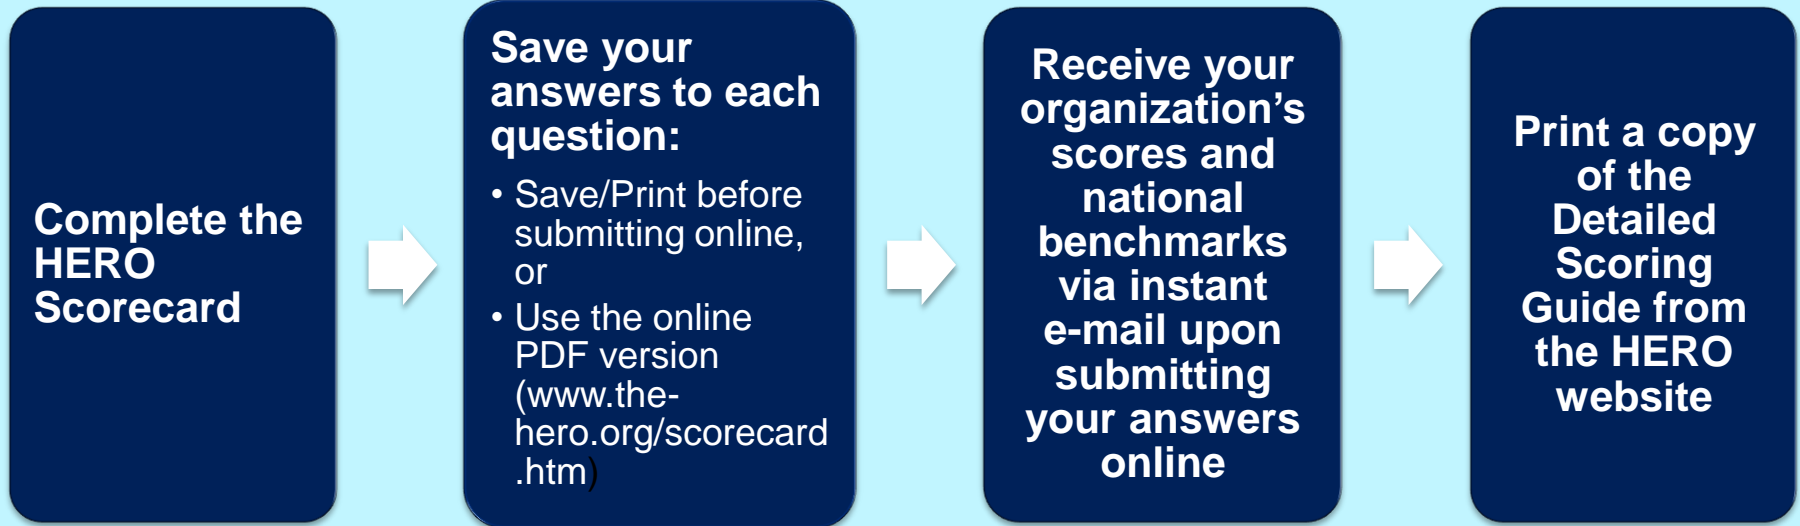 Complete the
HERO
Scorecard
Save your
answers to each
question:
• Save/Print before
submitting online,
or
• Use the online
PDF version
(www.the-
hero.org/scorecard
.htm)
Receive your
organization’s
scores and
national
benchmarks
via instant
e-mail upon
submitting
your answers
online
Print a copy
of the
Detailed
Scoring
Guide from
the HERO
website